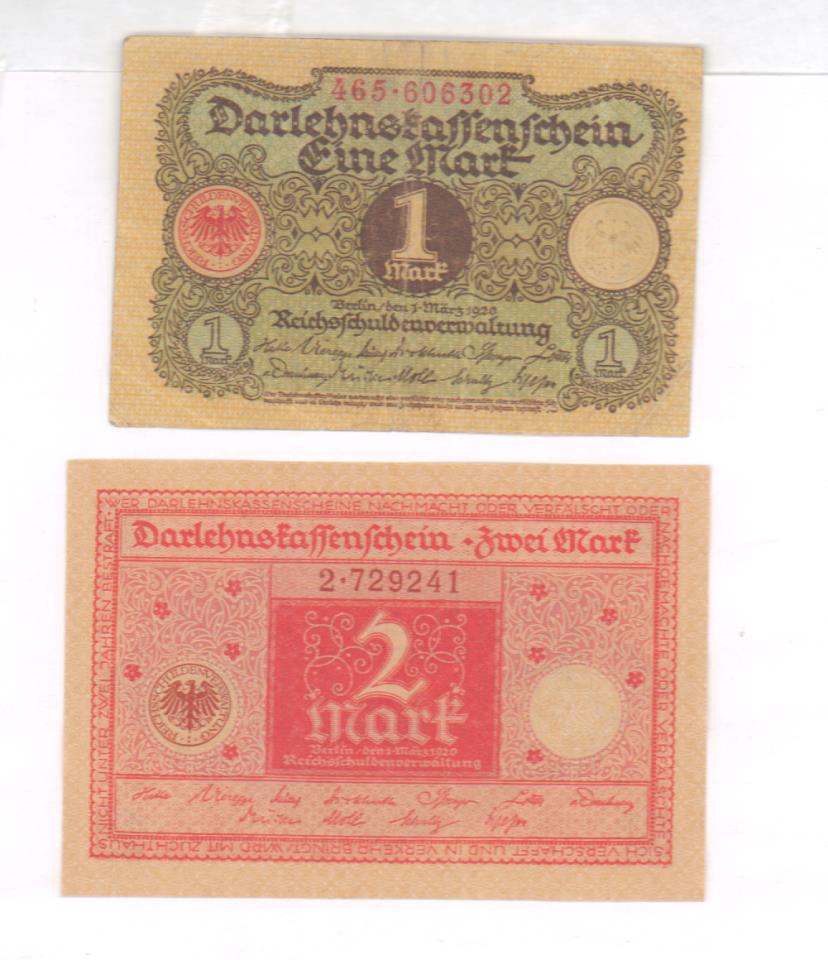 465·606302
Darlehnskassenschein
Eine Mark
REICHSSCHULDENVERWALTUNG
1
Mark
Berlin, den 1. März 1920
Reichsschuldenverwaltung
1
1
WER DARLEHNSKASSENSCHEINE NACHMACHT ODER VERFÄLSCHT ODER
NACHGEMACHTE ODER VERFÄLSCHTE
SICH VERSCHAFFT UND IN VERKEHR BRINGT, WIRD MIT ZUCHTHAUS
NICHT UNTER ZWEI JAHREN BESTRAFT.
Darlehnskassenschein · Zwei Mark
2·729241
2
Mark
REICHSSCHULDENVERWALTUNG
Berlin, den 1. März 1920
Reichsschuldenverwaltung